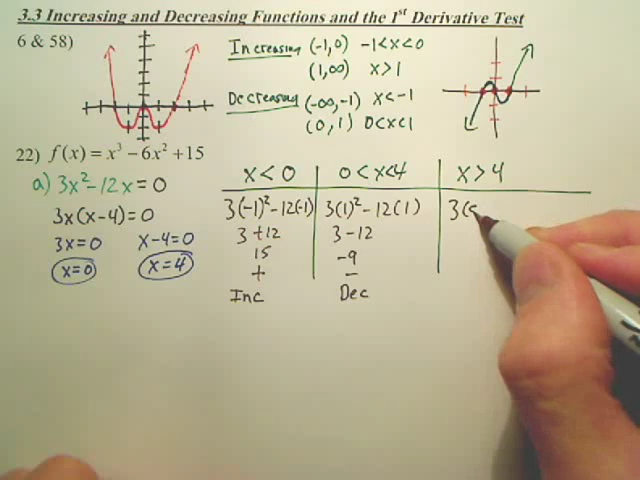 3.3 Increasing and Decreasing Functions and the 1st Derivative Test
6 & 58)
Increasing (-1,0) -1<x<0
(1,∞) x>1
Decreasing (-∞,-1) x<-1
(0,1) 0<x<1
22) f(x) = x³ − 6x² + 15
a) 3x²-12x=0
3x(x-4)=0
3x=0 x-4=0
x=0 x=4
x<0 0<x<4 x>4
3(-1)²-12(-1) 3(1)²-12(1) 3(5
3+12 3-12
15 -9
+ -
Inc Dec